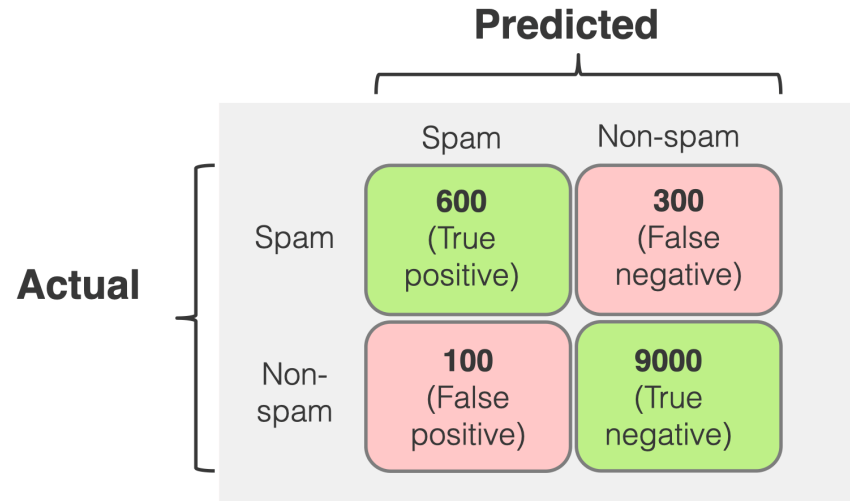 Predicted
Spam
Non-spam
Actual
Spam
600
(True
positive)
300
(False
negative)
Non-
spam
100
(False
positive)
9000
(True
negative)